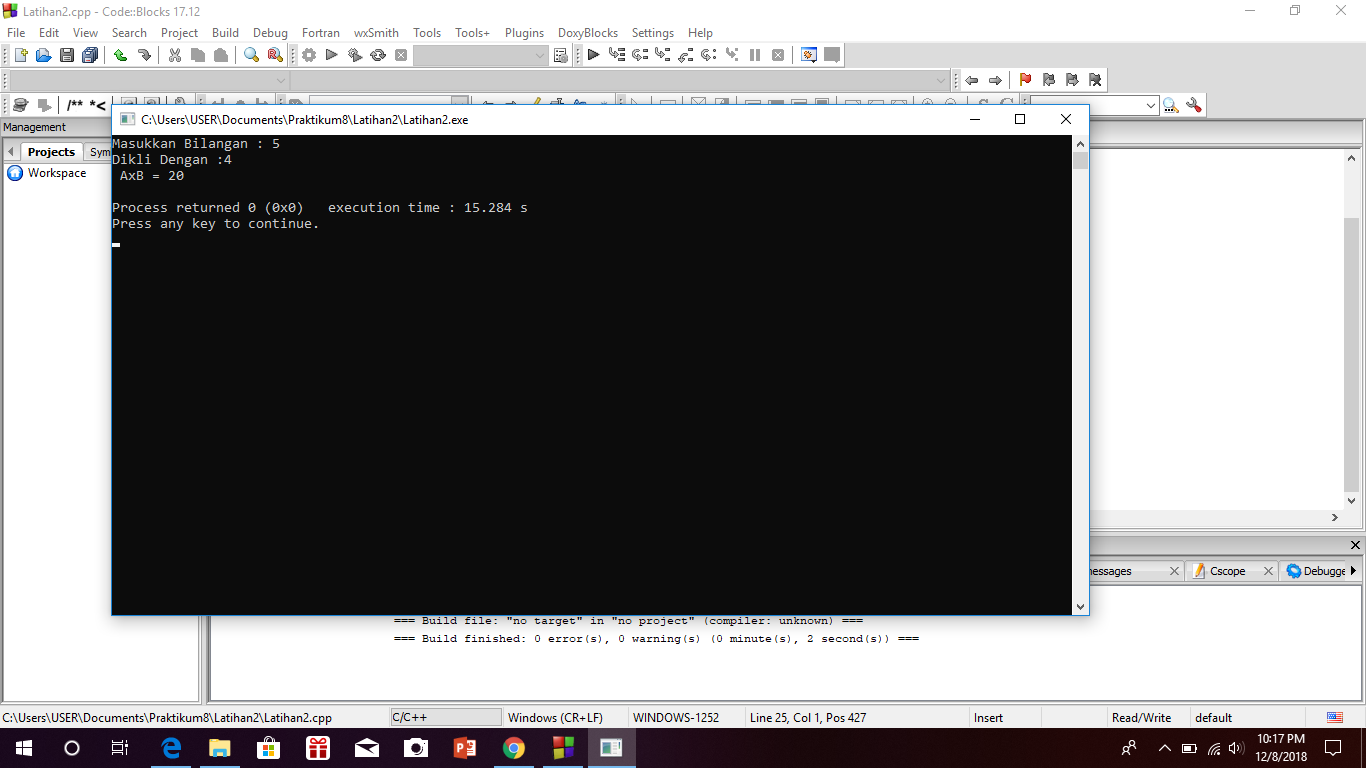 Latihan2.cpp - Code::Blocks 17.12
File Edit View Search Project Build Debug Fortran wxSmith Tools Tools+ Plugins DoxyBlocks Settings Help
/** *<
Management
Projects Sym
Workspace
C:\Users\USER\Documents\Praktikum8\Latihan2\Latihan2.exe
Masukkan Bilangan : 5
Dikli Dengan :4
AxB = 20
Process returned 0 (0x0) execution time : 15.284 s
Press any key to continue.
essages Cscope Debugge
=== Build file: "no target" in "no project" (compiler: unknown) ===
=== Build finished: 0 error(s), 0 warning(s) (0 minute(s), 2 second(s)) ===
C:\Users\USER\Documents\Praktikum8\Latihan2\Latihan2.cpp C/C++ Windows (CR+LF) WINDOWS-1252 Line 25, Col 1, Pos 427 Insert Read/Write default
10:17 PM
12/8/2018